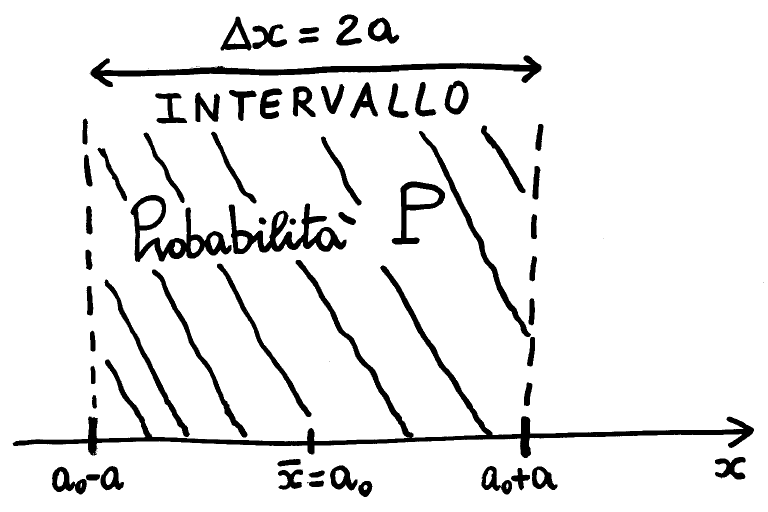 Δx = 2a
INTERVALLO
Probabilità P
a₀-a
x̄=a₀
a₀+a
x